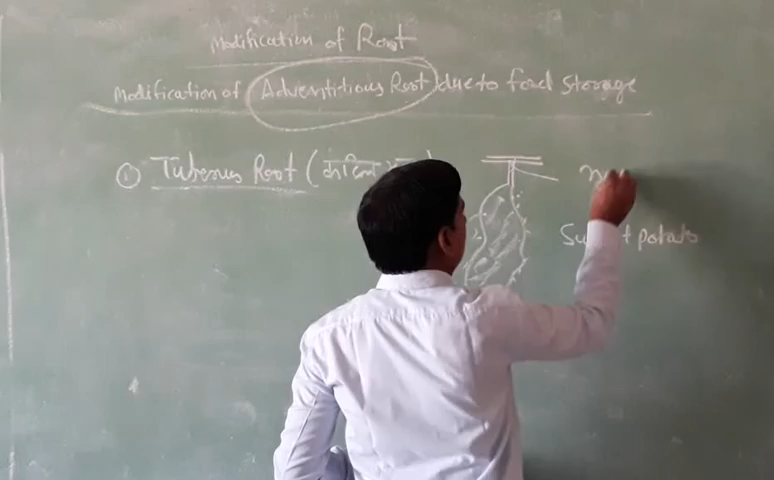 Modification of Root
Modification of Adventitious Root due to food Storage
① Tuberous Root (
potato